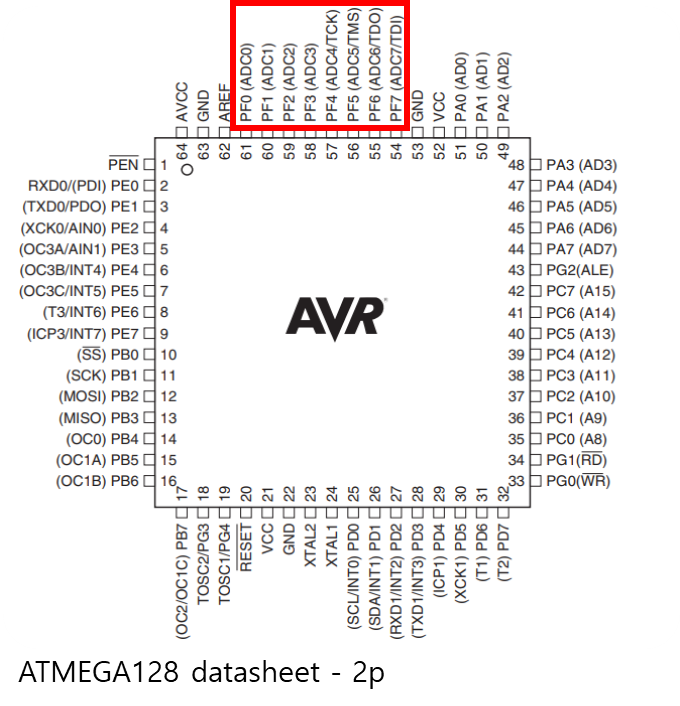 AVCC
GND
AREF
PF0 (ADC0)
PF1 (ADC1)
PF2 (ADC2)
PF3 (ADC3)
PF4 (ADC4/TCK)
PF5 (ADC5/TMS)
PF6 (ADC6/TDO)
PF7 (ADC7/TDI)
GND
VCC
PA0 (AD0)
PA1 (AD1)
PA2 (AD2)
64 63 62 61 60 59 58 57 56 55 54 53 52 51 50 49
PEN 1
RXD0/(PDI) PE0 2
(TXD0/PDO) PE1 3
(XCK0/AIN0) PE2 4
(OC3A/AIN1) PE3 5
(OC3B/INT4) PE4 6
(OC3C/INT5) PE5 7
(T3/INT6) PE6 8
(ICP3/INT7) PE7 9
(SS) PB0 10
(SCK) PB1 11
(MOSI) PB2 12
(MISO) PB3 13
(OC0) PB4 14
(OC1A) PB5 15
(OC1B) PB6 16
AVR
48 PA3 (AD3)
47 PA4 (AD4)
46 PA5 (AD5)
45 PA6 (AD6)
44 PA7 (AD7)
43 PG2(ALE)
42 PC7 (A15)
41 PC6 (A14)
40 PC5 (A13)
39 PC4 (A12)
38 PC3 (A11)
37 PC2 (A10)
36 PC1 (A9)
35 PC0 (A8)
34 PG1(RD)
33 PG0(WR)
17 18 19 20 21 22 23 24 25 26 27 28 29 30 31 32
(OC2/OC1C) PB7
TOSC2/PG3
TOSC1/PG4
RESET
VCC
GND
XTAL2
XTAL1
(SCL/INT0) PD0
(SDA/INT1) PD1
(RXD1/INT2) PD2
(TXD1/INT3) PD3
(ICP1) PD4
(XCK1) PD5
(T1) PD6
(T2) PD7
ATMEGA128 datasheet - 2p